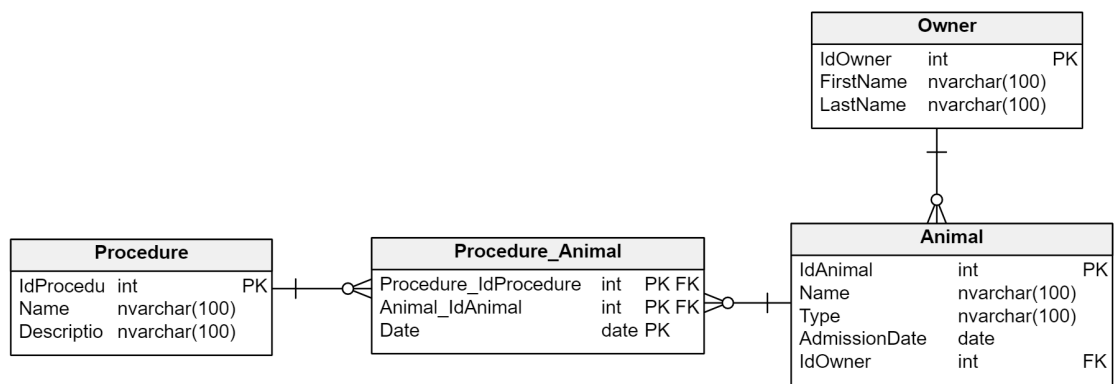 Owner
IdOwner int PK
FirstName nvarchar(100)
LastName nvarchar(100)
Procedure
IdProcedu int PK
Name nvarchar(100)
Descriptio nvarchar(100)
Procedure_Animal
Procedure_IdProcedure int PK FK
Animal_IdAnimal int PK FK
Date date PK
Animal
IdAnimal int PK
Name nvarchar(100)
Type nvarchar(100)
AdmissionDate date
IdOwner int FK